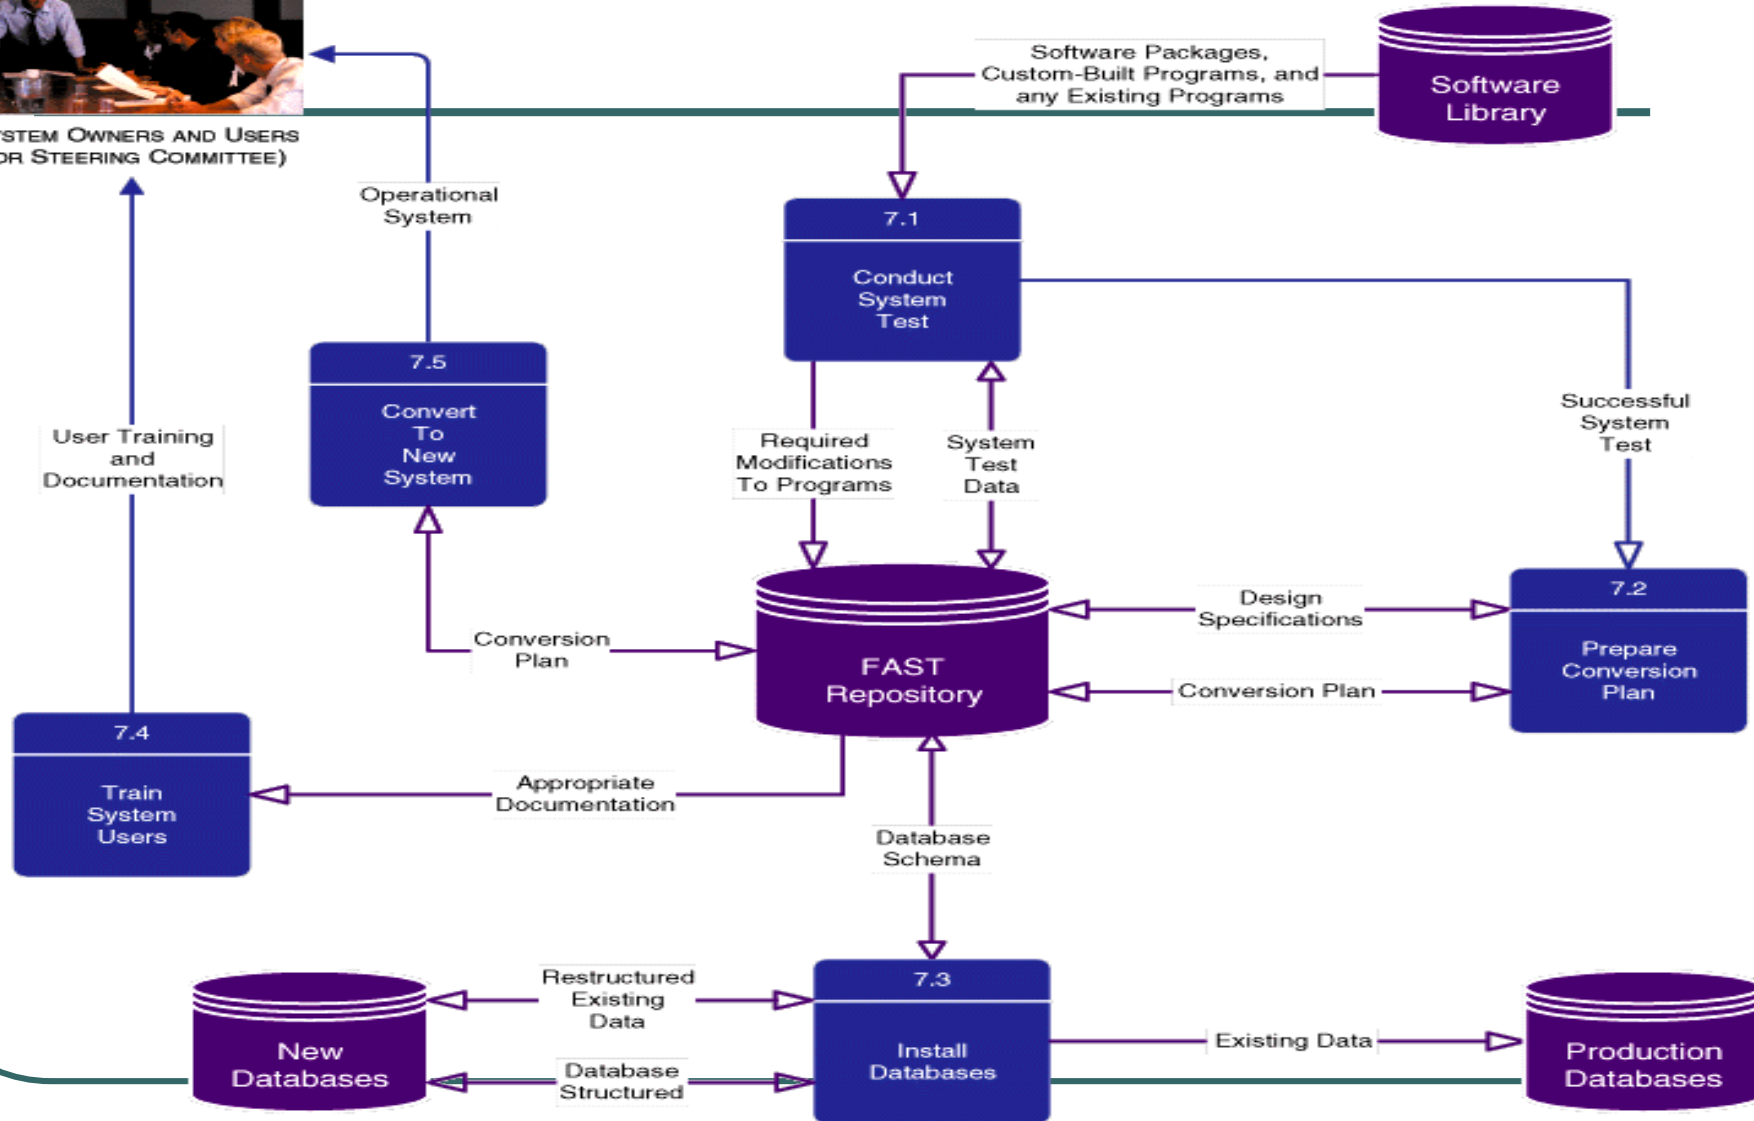 Software Packages,
Custom-Built Programs, and
any Existing Programs
Software
Library
YSTEM OWNERS AND USERS
OR STEERING COMMITTEE)
Operational
System
7.1
Conduct
System
Test
7.5
Convert
To
New
System
User Training
and
Documentation
Required
Modifications
To Programs
System
Test
Data
Successful
System
Test
7.2
Prepare
Conversion
Plan
Design
Specifications
Conversion Plan
Conversion
Plan
FAST
Repository
7.4
Train
System
Users
Appropriate
Documentation
Database
Schema
7.3
Install
Databases
Restructured
Existing
Data
Database
Structured
New
Databases
Existing Data
Production
Databases